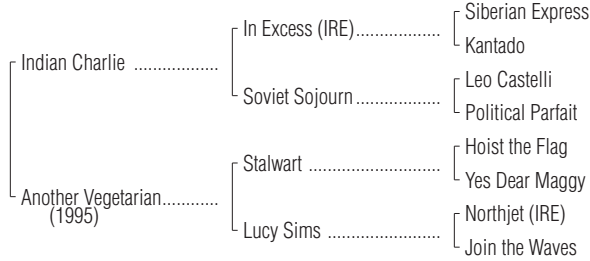 Siberian Express
In Excess (IRE)...................
Kantado
Indian Charlie ...................
Leo Castelli
Soviet Sojourn ...................
Political Parfait
Hoist the Flag
Stalwart .............................
Yes Dear Maggy
Another Vegetarian............
(1995)
Northjet (IRE)
Lucy Sims .........................
Join the Waves